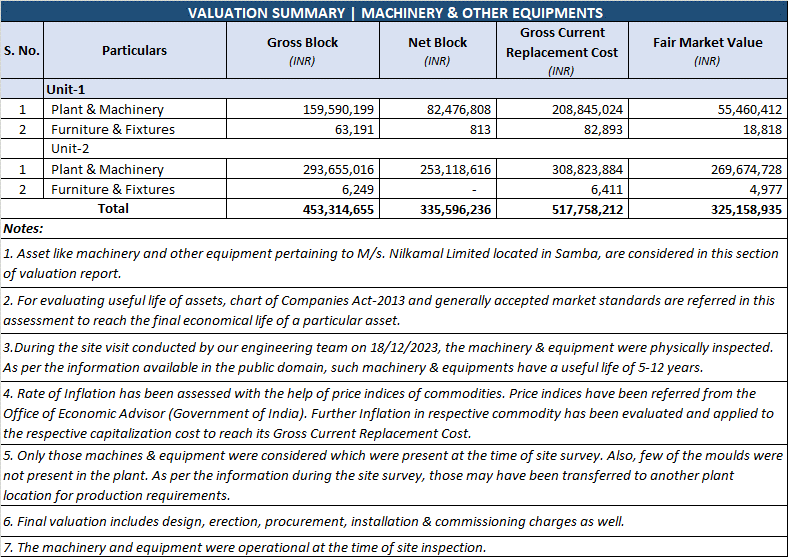 VALUATION SUMMARY | MACHINERY & OTHER EQUIPMENTS
S. No. Particulars Gross Block (INR) Net Block (INR) Gross Current Replacement Cost (INR) Fair Market Value (INR)
Unit-1
1 Plant & Machinery 159,590,199 82,476,808 208,845,024 55,460,412
2 Furniture & Fixtures 63,191 813 82,893 18,818
Unit-2
1 Plant & Machinery 293,655,016 253,118,616 308,823,884 269,674,728
2 Furniture & Fixtures 6,249 - 6,411 4,977
Total 453,314,655 335,596,236 517,758,212 325,158,935
Notes:
1. Asset like machinery and other equipment pertaining to M/s. Nilkamal Limited located in Samba, are considered in this section
of valuation report.
2. For evaluating useful life of assets, chart of Companies Act-2013 and generally accepted market standards are referred in this
assessment to reach the final economical life of a particular asset.
3.During the site visit conducted by our engineering team on 18/12/2023, the machinery & equipment were physically inspected.
As per the information available in the public domain, such machinery & equipments have a useful life of 5-12 years.
4. Rate of Inflation has been assessed with the help of price indices of commodities. Price indices have been referred from the
Office of Economic Advisor (Government of India). Further Inflation in respective commodity has been evaluated and applied to
the respective capitalization cost to reach its Gross Current Replacement Cost.
5. Only those machines & equipment were considered which were present at the time of site survey. Also, few of the moulds were
not present in the plant. As per the information during the site survey, those may have been transferred to another plant
location for production requirements.
6. Final valuation includes design, erection, procurement, installation & commissioning charges as well.
7. The machinery and equipment were operational at the time of site inspection.